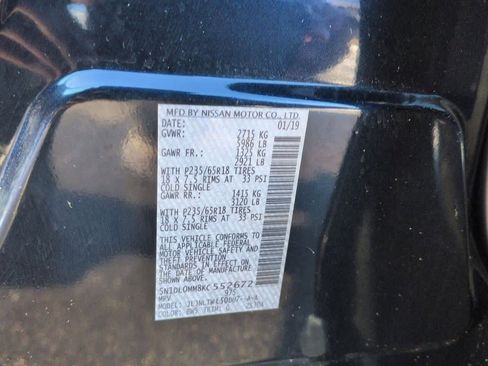 MFD BY NISSAN MOTOR CO., LTD.
DATE: 01/19
GVWR: 2715 KG
5986 LB
GAWR FR.: 1325 KG
2921 LB
WITH P235/65R18 TIRES
18 X 7.5 RIMS AT 33 PSI
COLD SINGLE
GAWR RR.: 1415 KG
3120 LB
WITH P235/65R18 TIRES
18 X 7.5 RIMS AT 33 PSI
COLD SINGLE
THIS VEHICLE CONFORMS TO
ALL APPLICABLE FEDERAL
MOTOR VEHICLE SAFETY AND
THEFT PREVENTION
STANDARDS IN EFFECT ON
THE DATE OF MANUFACTURE
SHOWN ABOVE.
5N1DL0MM8KC552672
MPV
MODEL:
COLOR: TRIM: G